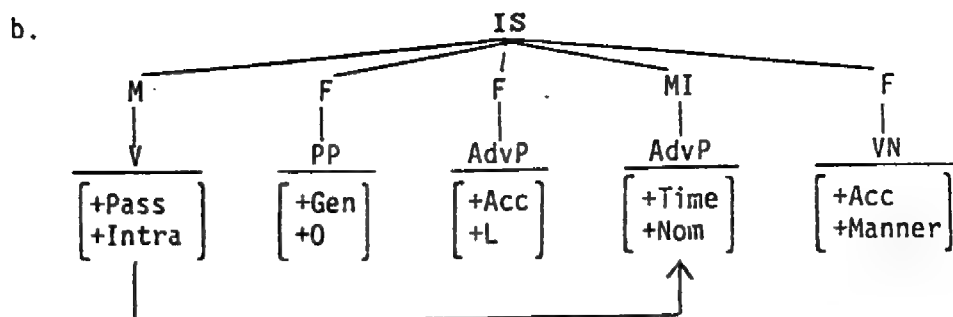 b. IS
M F F MI F
V PP AdvP AdvP VN
+Pass +Gen +Acc +Time +Acc
+Intra +O +L +Nom +Manner